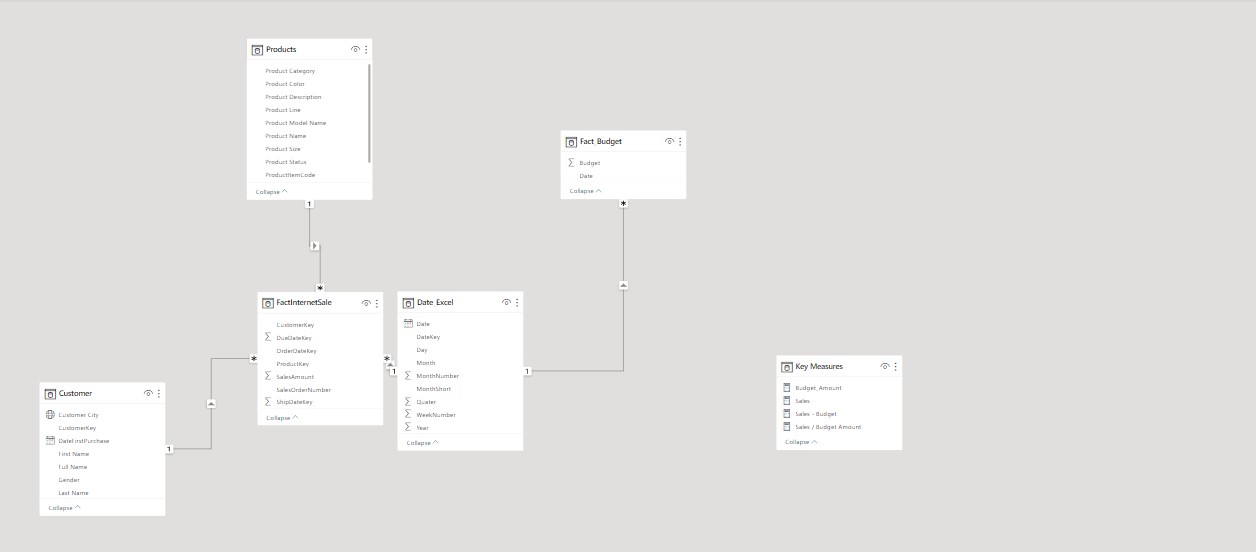 Products
Product Category
Product Color
Product Description
Product Line
Product Model Name
Product Name
Product Size
Product Status
ProductItemCode
Collapse
1
*
Fact_Budget
Budget
Date
Collapse
*
FactInternetSale
CustomerKey
DueDateKey
OrderDateKey
ProductKey
SalesAmount
SalesOrderNumber
ShipDateKey
Collapse
*
*
1
Date_Excel
Date
DateKey
Day
Month
MonthNumber
MonthShort
Quater
WeekNumber
Year
Collapse
1
Customer
Customer City
CustomerKey
DateFirstPurchase
First Name
Full Name
Gender
Last Name
Collapse
1
Key Measures
Budget_Amount
Sales
Sales - Budget
Sales / Budget Amount
Collapse